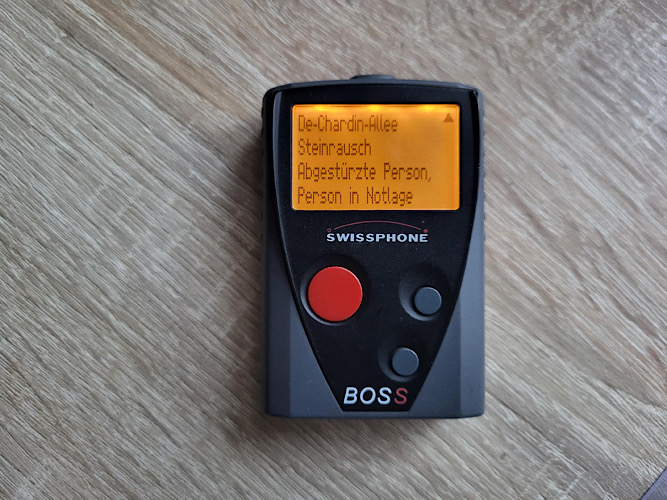 De-Chardin-Allee
Steinrausch
Abgestürzte Person,
Person in Notlage
SWISSPHONE
BOSS